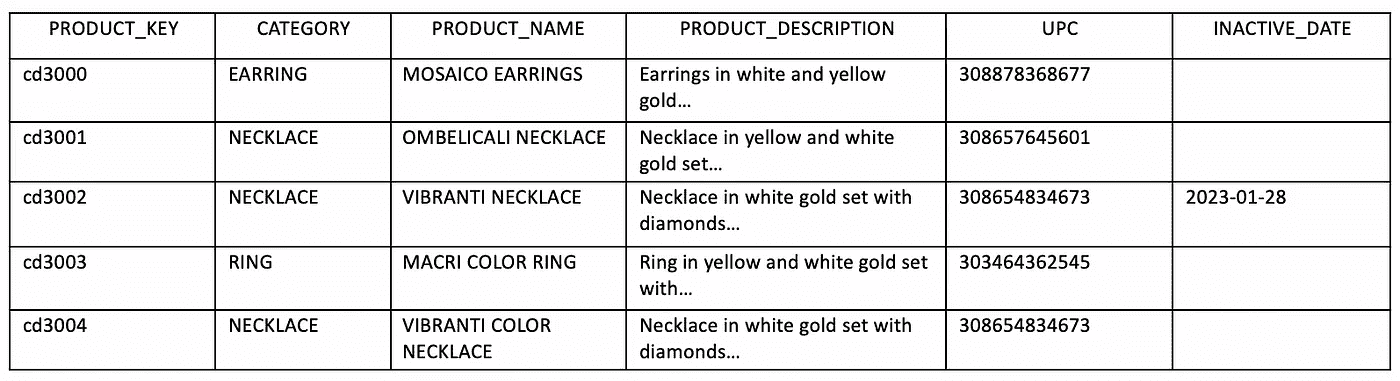 PRODUCT_KEY CATEGORY PRODUCT_NAME PRODUCT_DESCRIPTION UPC INACTIVE_DATE
cd3000 EARRING MOSAICO EARRINGS Earrings in white and yellow 308878368677
gold…
cd3001 NECKLACE OMBELICALI NECKLACE Necklace in yellow and white 308657645601
gold set…
cd3002 NECKLACE VIBRANTI NECKLACE Necklace in white gold set with 308654834673 2023-01-28
diamonds…
cd3003 RING MACRI COLOR RING Ring in yellow and white gold set 303464362545
with…
cd3004 NECKLACE VIBRANTI COLOR Necklace in white gold set with 308654834673
NECKLACE diamonds…